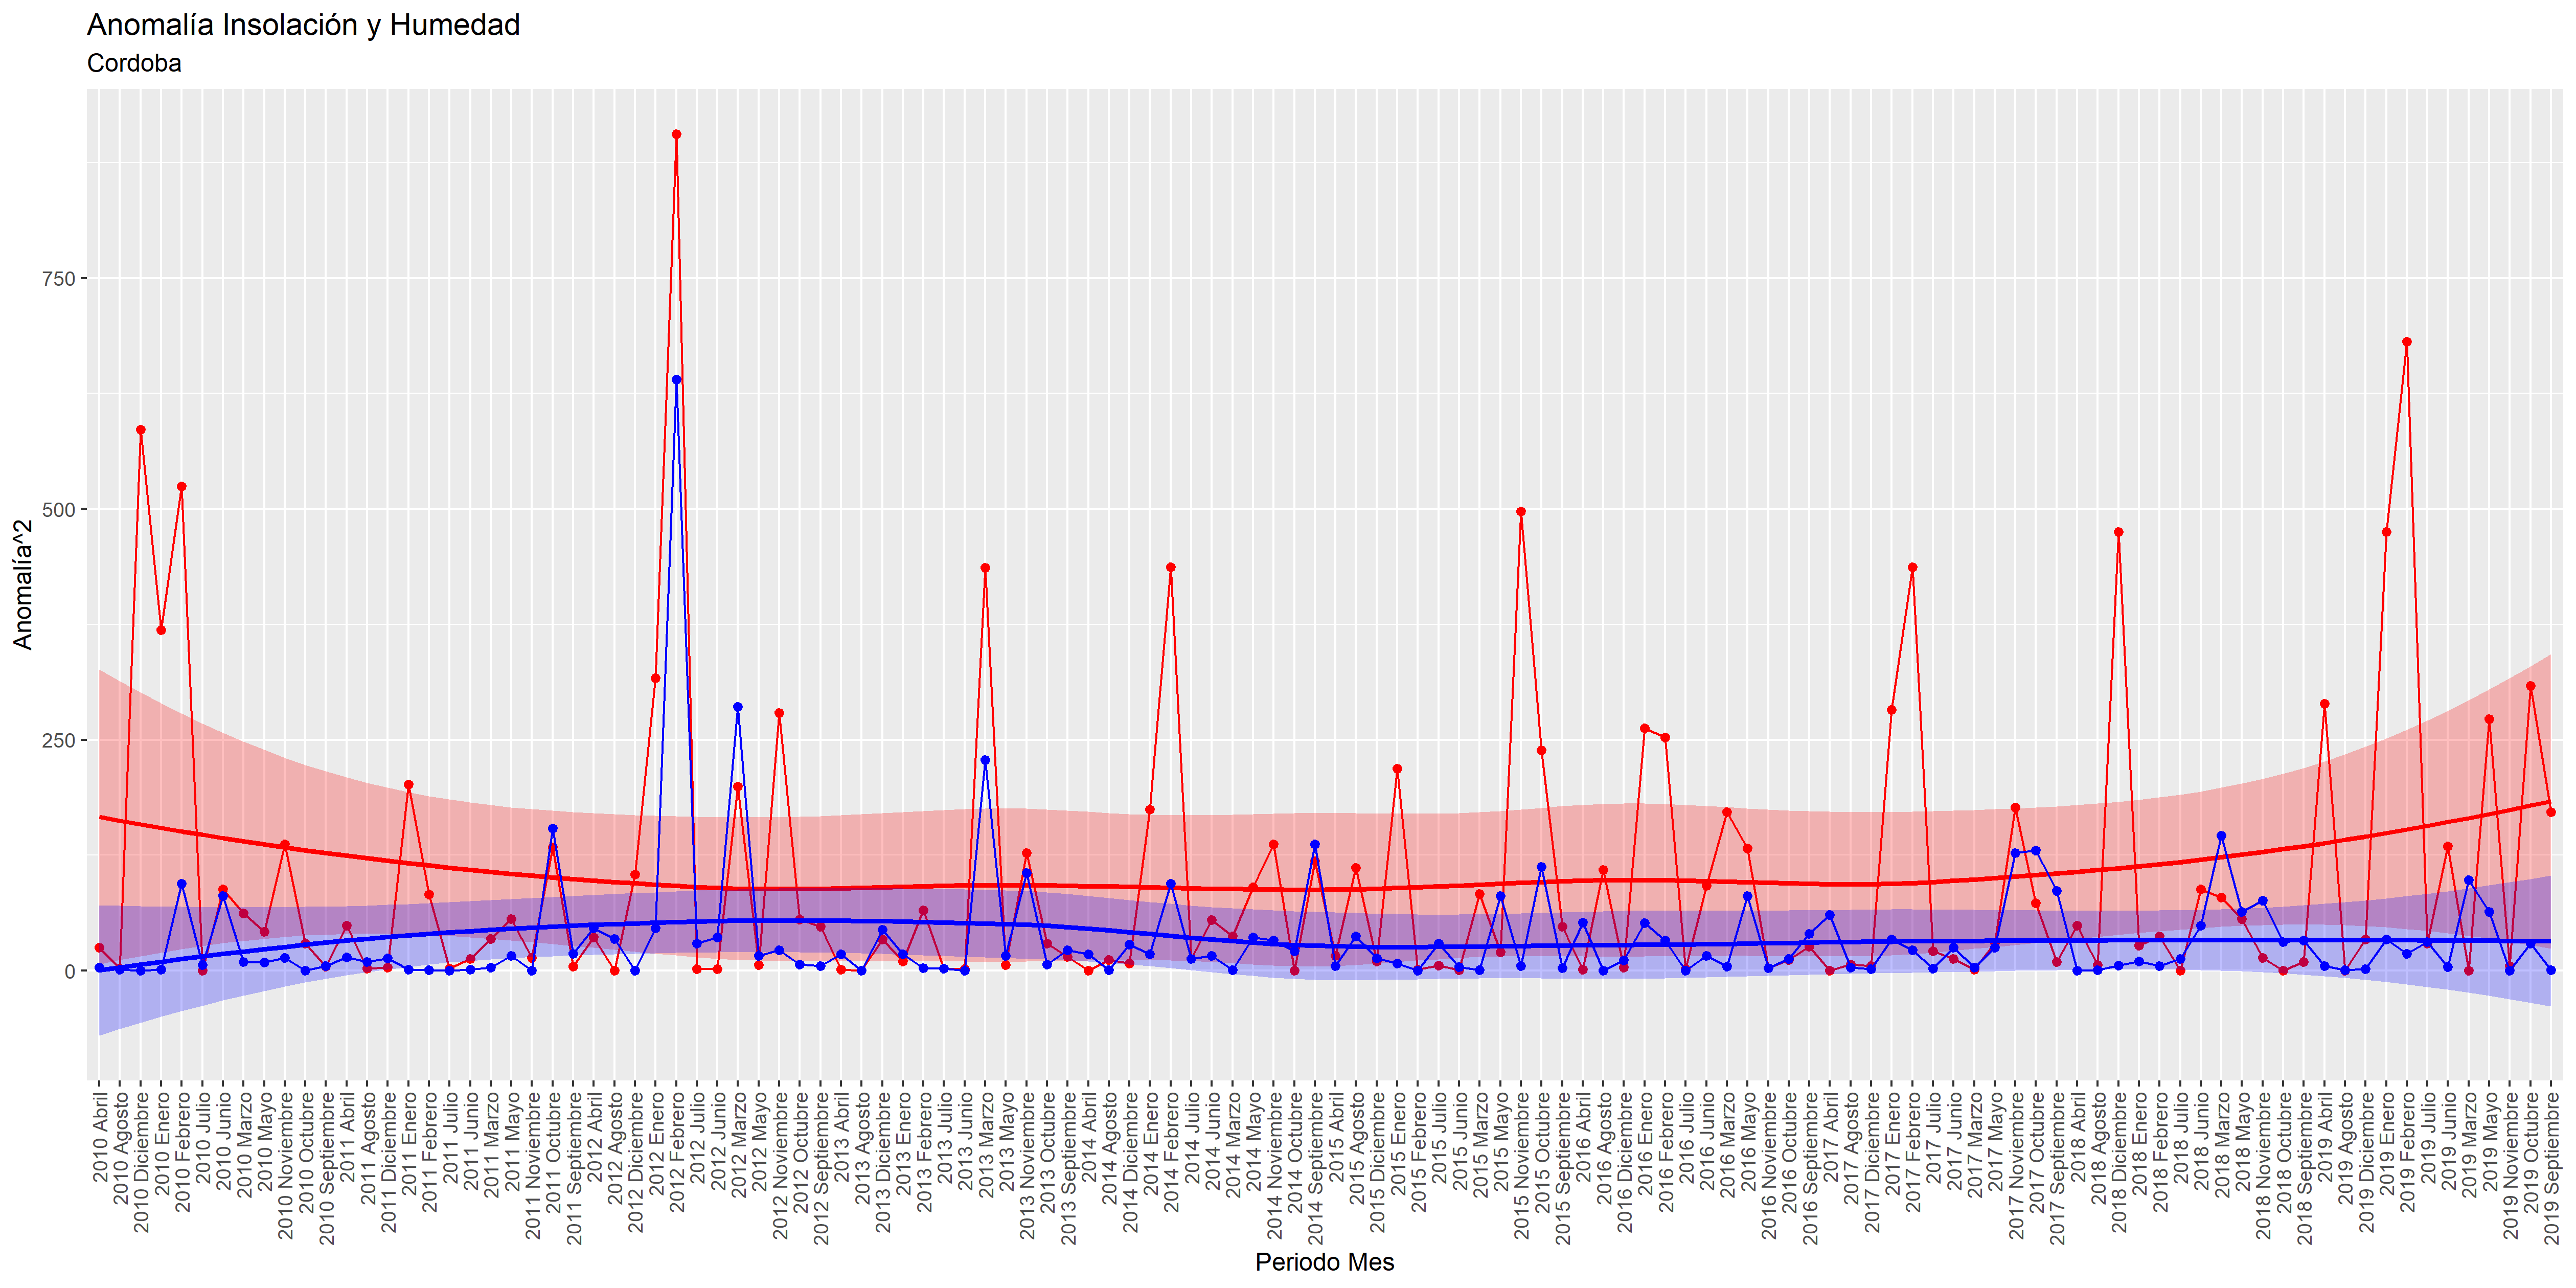 Anomalía Insolación y Humedad
Cordoba
Anomalía^2
750
500
250
0
2010 Abril
2010 Agosto
2010 Diciembre
2010 Enero
2010 Febrero
2010 Julio
2010 Junio
2010 Marzo
2010 Mayo
2010 Noviembre
2010 Octubre
2010 Septiembre
2011 Abril
2011 Agosto
2011 Diciembre
2011 Enero
2011 Febrero
2011 Julio
2011 Junio
2011 Marzo
2011 Mayo
2011 Noviembre
2011 Octubre
2011 Septiembre
2012 Abril
2012 Agosto
2012 Diciembre
2012 Enero
2012 Febrero
2012 Julio
2012 Junio
2012 Marzo
2012 Mayo
2012 Noviembre
2012 Octubre
2012 Septiembre
2013 Abril
2013 Agosto
2013 Diciembre
2013 Enero
2013 Febrero
2013 Julio
2013 Junio
2013 Marzo
2013 Mayo
2013 Noviembre
2013 Octubre
2013 Septiembre
2014 Abril
2014 Agosto
2014 Diciembre
2014 Enero
2014 Febrero
2014 Julio
2014 Junio
2014 Marzo
2014 Mayo
2014 Noviembre
2014 Octubre
2014 Septiembre
2015 Abril
2015 Agosto
2015 Diciembre
2015 Enero
2015 Febrero
2015 Julio
2015 Junio
2015 Marzo
2015 Mayo
2015 Noviembre
2015 Octubre
2015 Septiembre
2016 Abril
2016 Agosto
2016 Diciembre
2016 Enero
2016 Febrero
2016 Julio
2016 Junio
2016 Marzo
2016 Mayo
2016 Noviembre
2016 Octubre
2016 Septiembre
2017 Abril
2017 Agosto
2017 Diciembre
2017 Enero
2017 Febrero
2017 Julio
2017 Junio
2017 Marzo
2017 Mayo
2017 Noviembre
2017 Octubre
2017 Septiembre
2018 Abril
2018 Agosto
2018 Diciembre
2018 Enero
2018 Febrero
2018 Julio
2018 Junio
2018 Marzo
2018 Mayo
2018 Noviembre
2018 Octubre
2018 Septiembre
2019 Abril
2019 Agosto
2019 Diciembre
2019 Enero
2019 Febrero
2019 Julio
2019 Junio
2019 Marzo
2019 Mayo
2019 Noviembre
2019 Octubre
2019 Septiembre
Periodo Mes